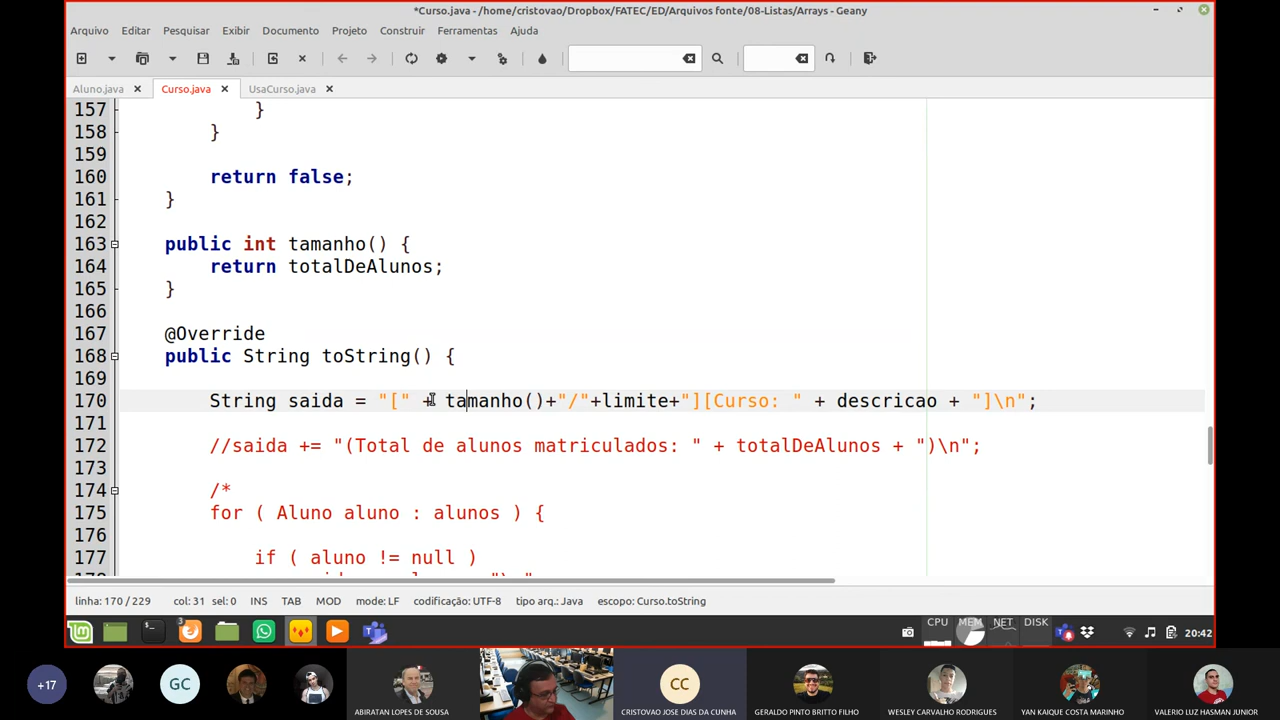 *Curso.java - /home/cristovao/Dropbox/FATEC/ED/Arquivos fonte/08-Listas/Arrays - Geany
Arquivo Editar Pesquisar Exibir Documento Projeto Construir Ferramentas Ajuda
Aluno.java Curso.java UsaCurso.java
157 }
158 }
159
160 return false;
161 }
162
163 public int tamanho() {
164 return totalDeAlunos;
165 }
166
167 @Override
168 public String toString() {
169
170 String saida = "[" + tamanho()+"/"+limite+"][Curso: " + descricao + "]\n";
171
172 //saida += "(Total de alunos matriculados: " + totalDeAlunos + ")\n";
173
174 /*
175 for ( Aluno aluno : alunos ) {
176
177 if ( aluno != null )
linha: 170 / 229 col: 31 sel: 0 INS TAB MOD mode: LF codificação: UTF-8 tipo arq.: Java escopo: Curso.toString
3 CPU MEM NET DISK 20:42
+17 GC CC
ABIRATAN LOPES DE SOUSA CRISTOVAO JOSE DIAS DA CUNHA GERALDO PINTO BRITTO FILHO WESLEY CARVALHO RODRIGUES YAN KAIQUE COSTA MARINHO VALERIO LUZ HASMAN JUNIOR